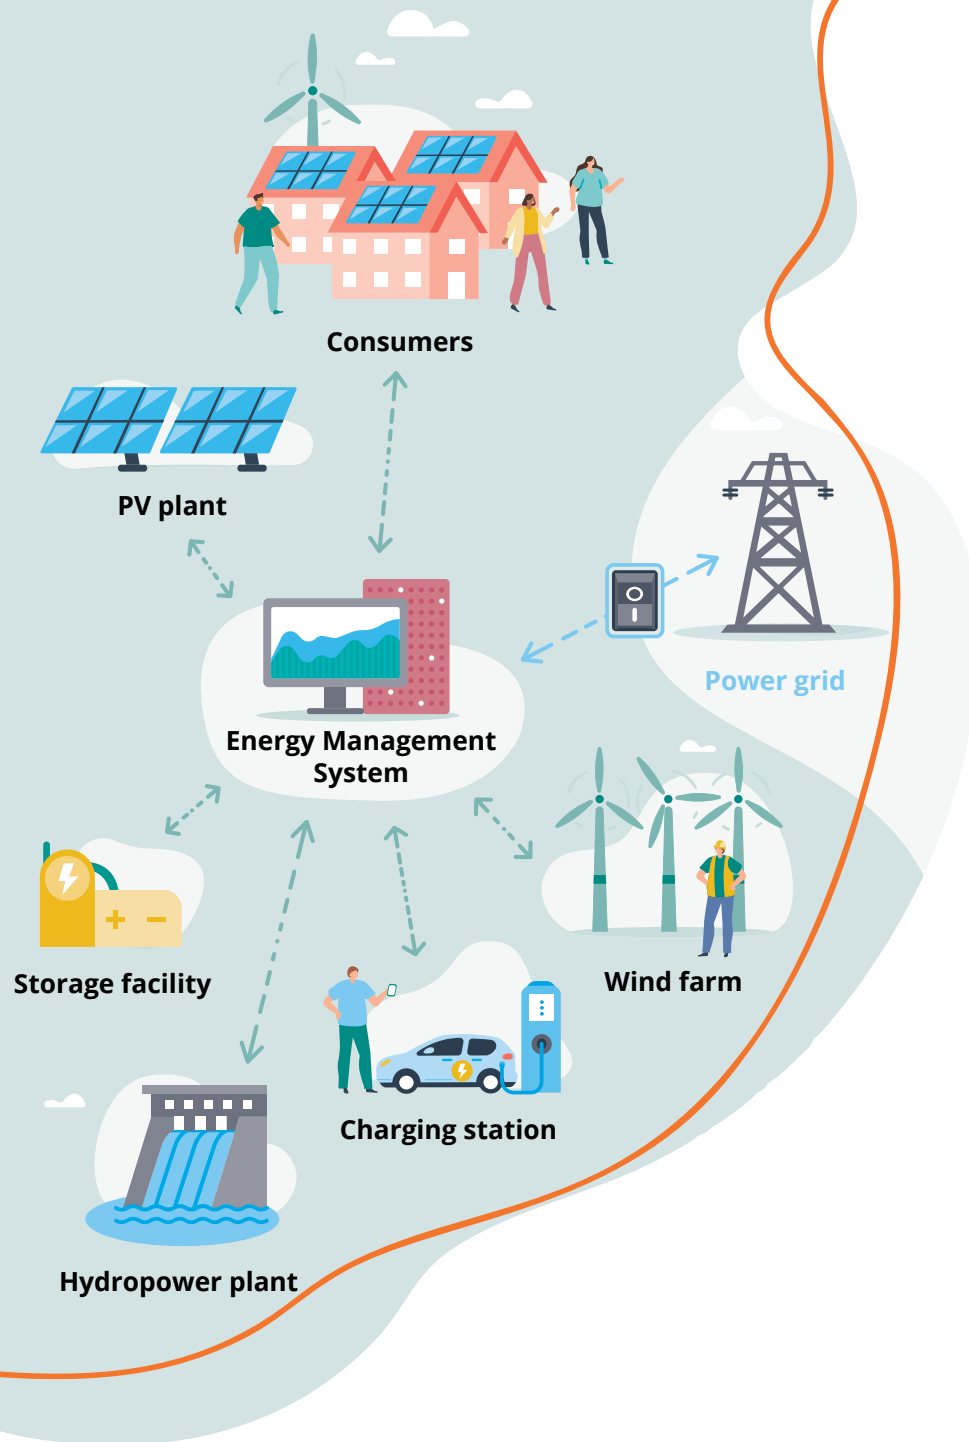 Consumers
PV plant
Power grid
Energy Management
System
Storage facility
Wind farm
Charging station
Hydropower plant